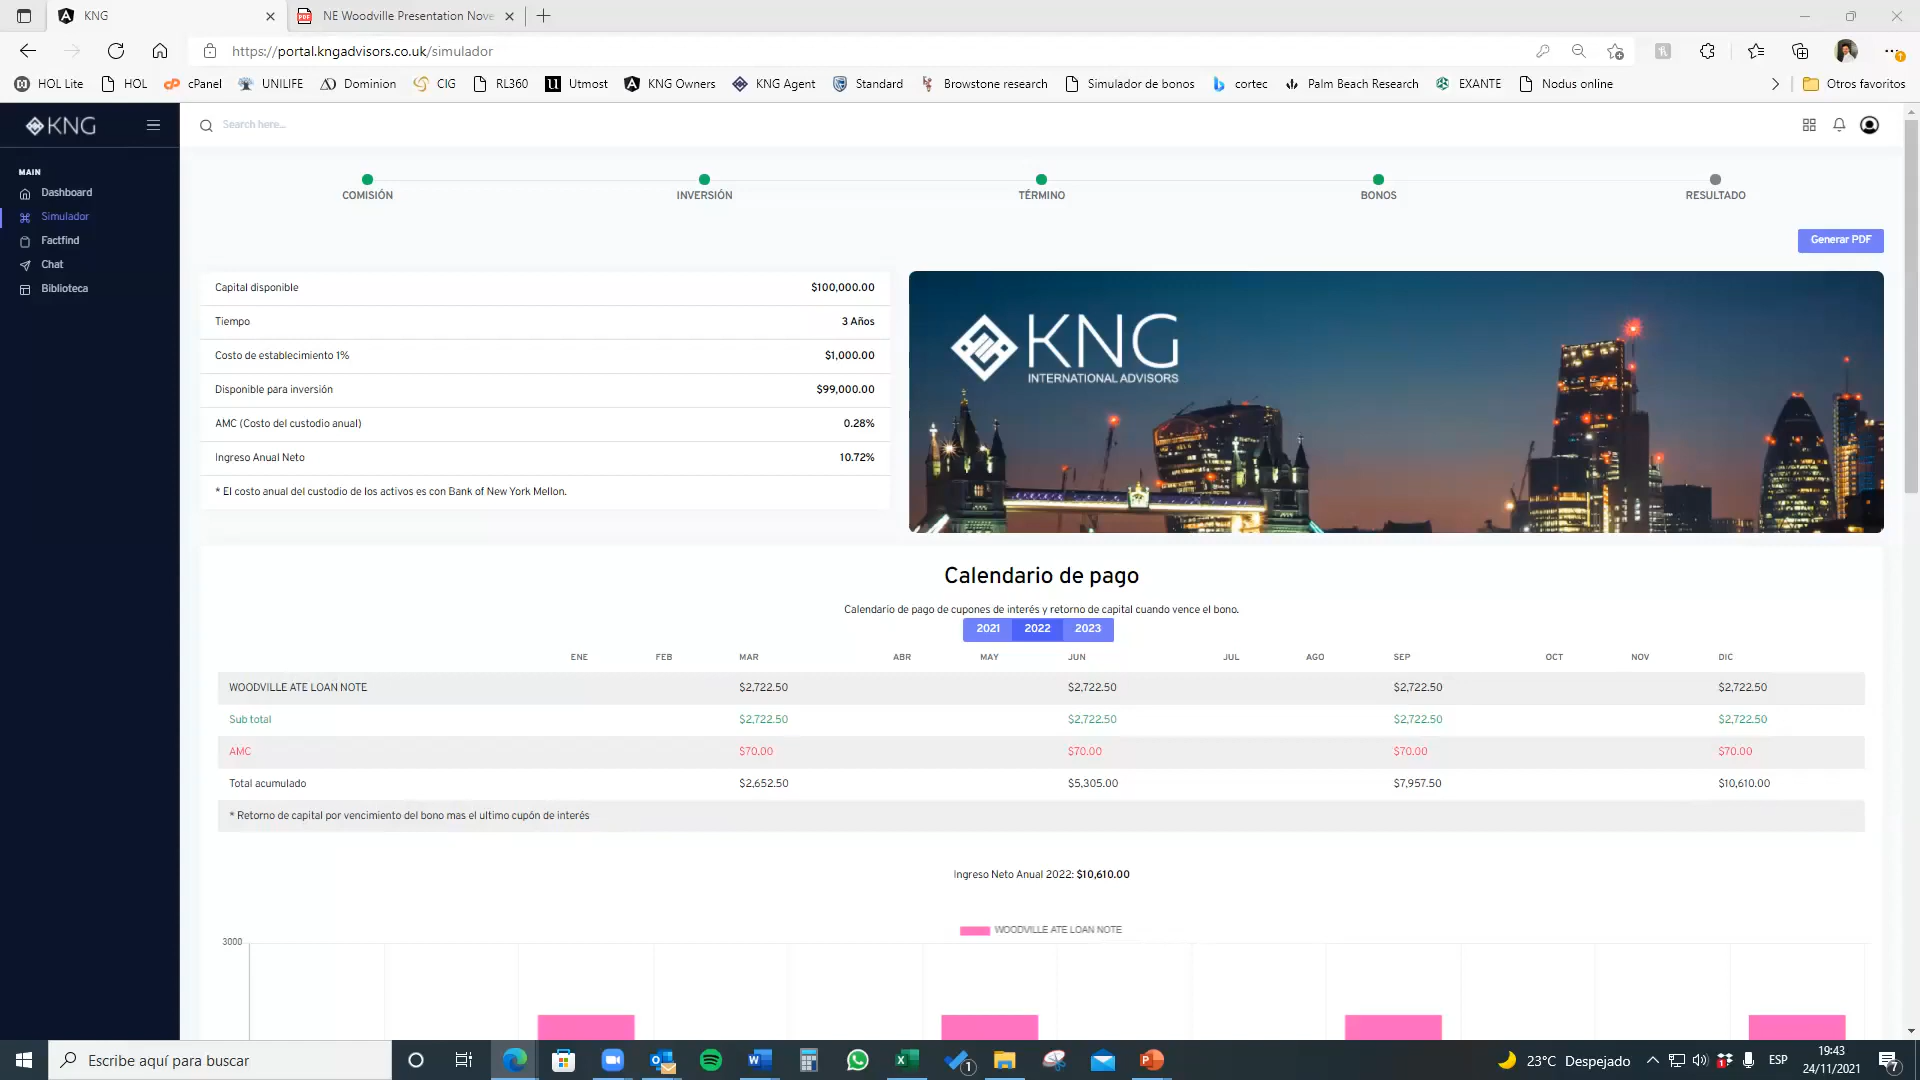 KNG
NE Woodville Presentation Nove
https://portal.kngadvisors.co.uk/simulador
HOL Lite
HOL
cPanel
UNILIFE
Dominion
CIG
RL360
Utmost
KNG Owners
KNG Agent
Standard
Browstone research
Simulador de bonos
cortec
Palm Beach Research
EXANTE
Nodus online
Otros favoritos
KNG
Search here...
MAIN
Dashboard
Simulador
Factfind
Chat
Biblioteca
COMISIÓN INVERSIÓN TÉRMINO BONOS RESULTADO
Generar PDF
Capital disponible $100,000.00
Tiempo 3 Años
Costo de establecimiento 1% $1,000.00
Disponible para inversión $99,000.00
AMC (Costo del custodio anual) 0.28%
Ingreso Anual Neto 10.72%
* El costo anual del custodio de los activos es con Bank of New York Mellon.
KNG
INTERNATIONAL ADVISORS
Calendario de pago
Calendario de pago de cupones de interés y retorno de capital cuando vence el bono.
2021 2022 2023
ENE FEB MAR ABR MAY JUN JUL AGO SEP OCT NOV DIC
WOODVILLE ATE LOAN NOTE $2,722.50 $2,722.50 $2,722.50 $2,722.50
Sub total $2,722.50 $2,722.50 $2,722.50 $2,722.50
AMC $70.00 $70.00 $70.00 $70.00
Total acumulado $2,652.50 $5,305.00 $7,957.50 $10,610.00
* Retorno de capital por vencimiento del bono mas el ultimo cupón de interés
Ingreso Neto Anual 2022: $10,610.00
WOODVILLE ATE LOAN NOTE
3000
Escribe aquí para buscar
1
23°C Despejado
ESP
19:43
24/11/2021
7